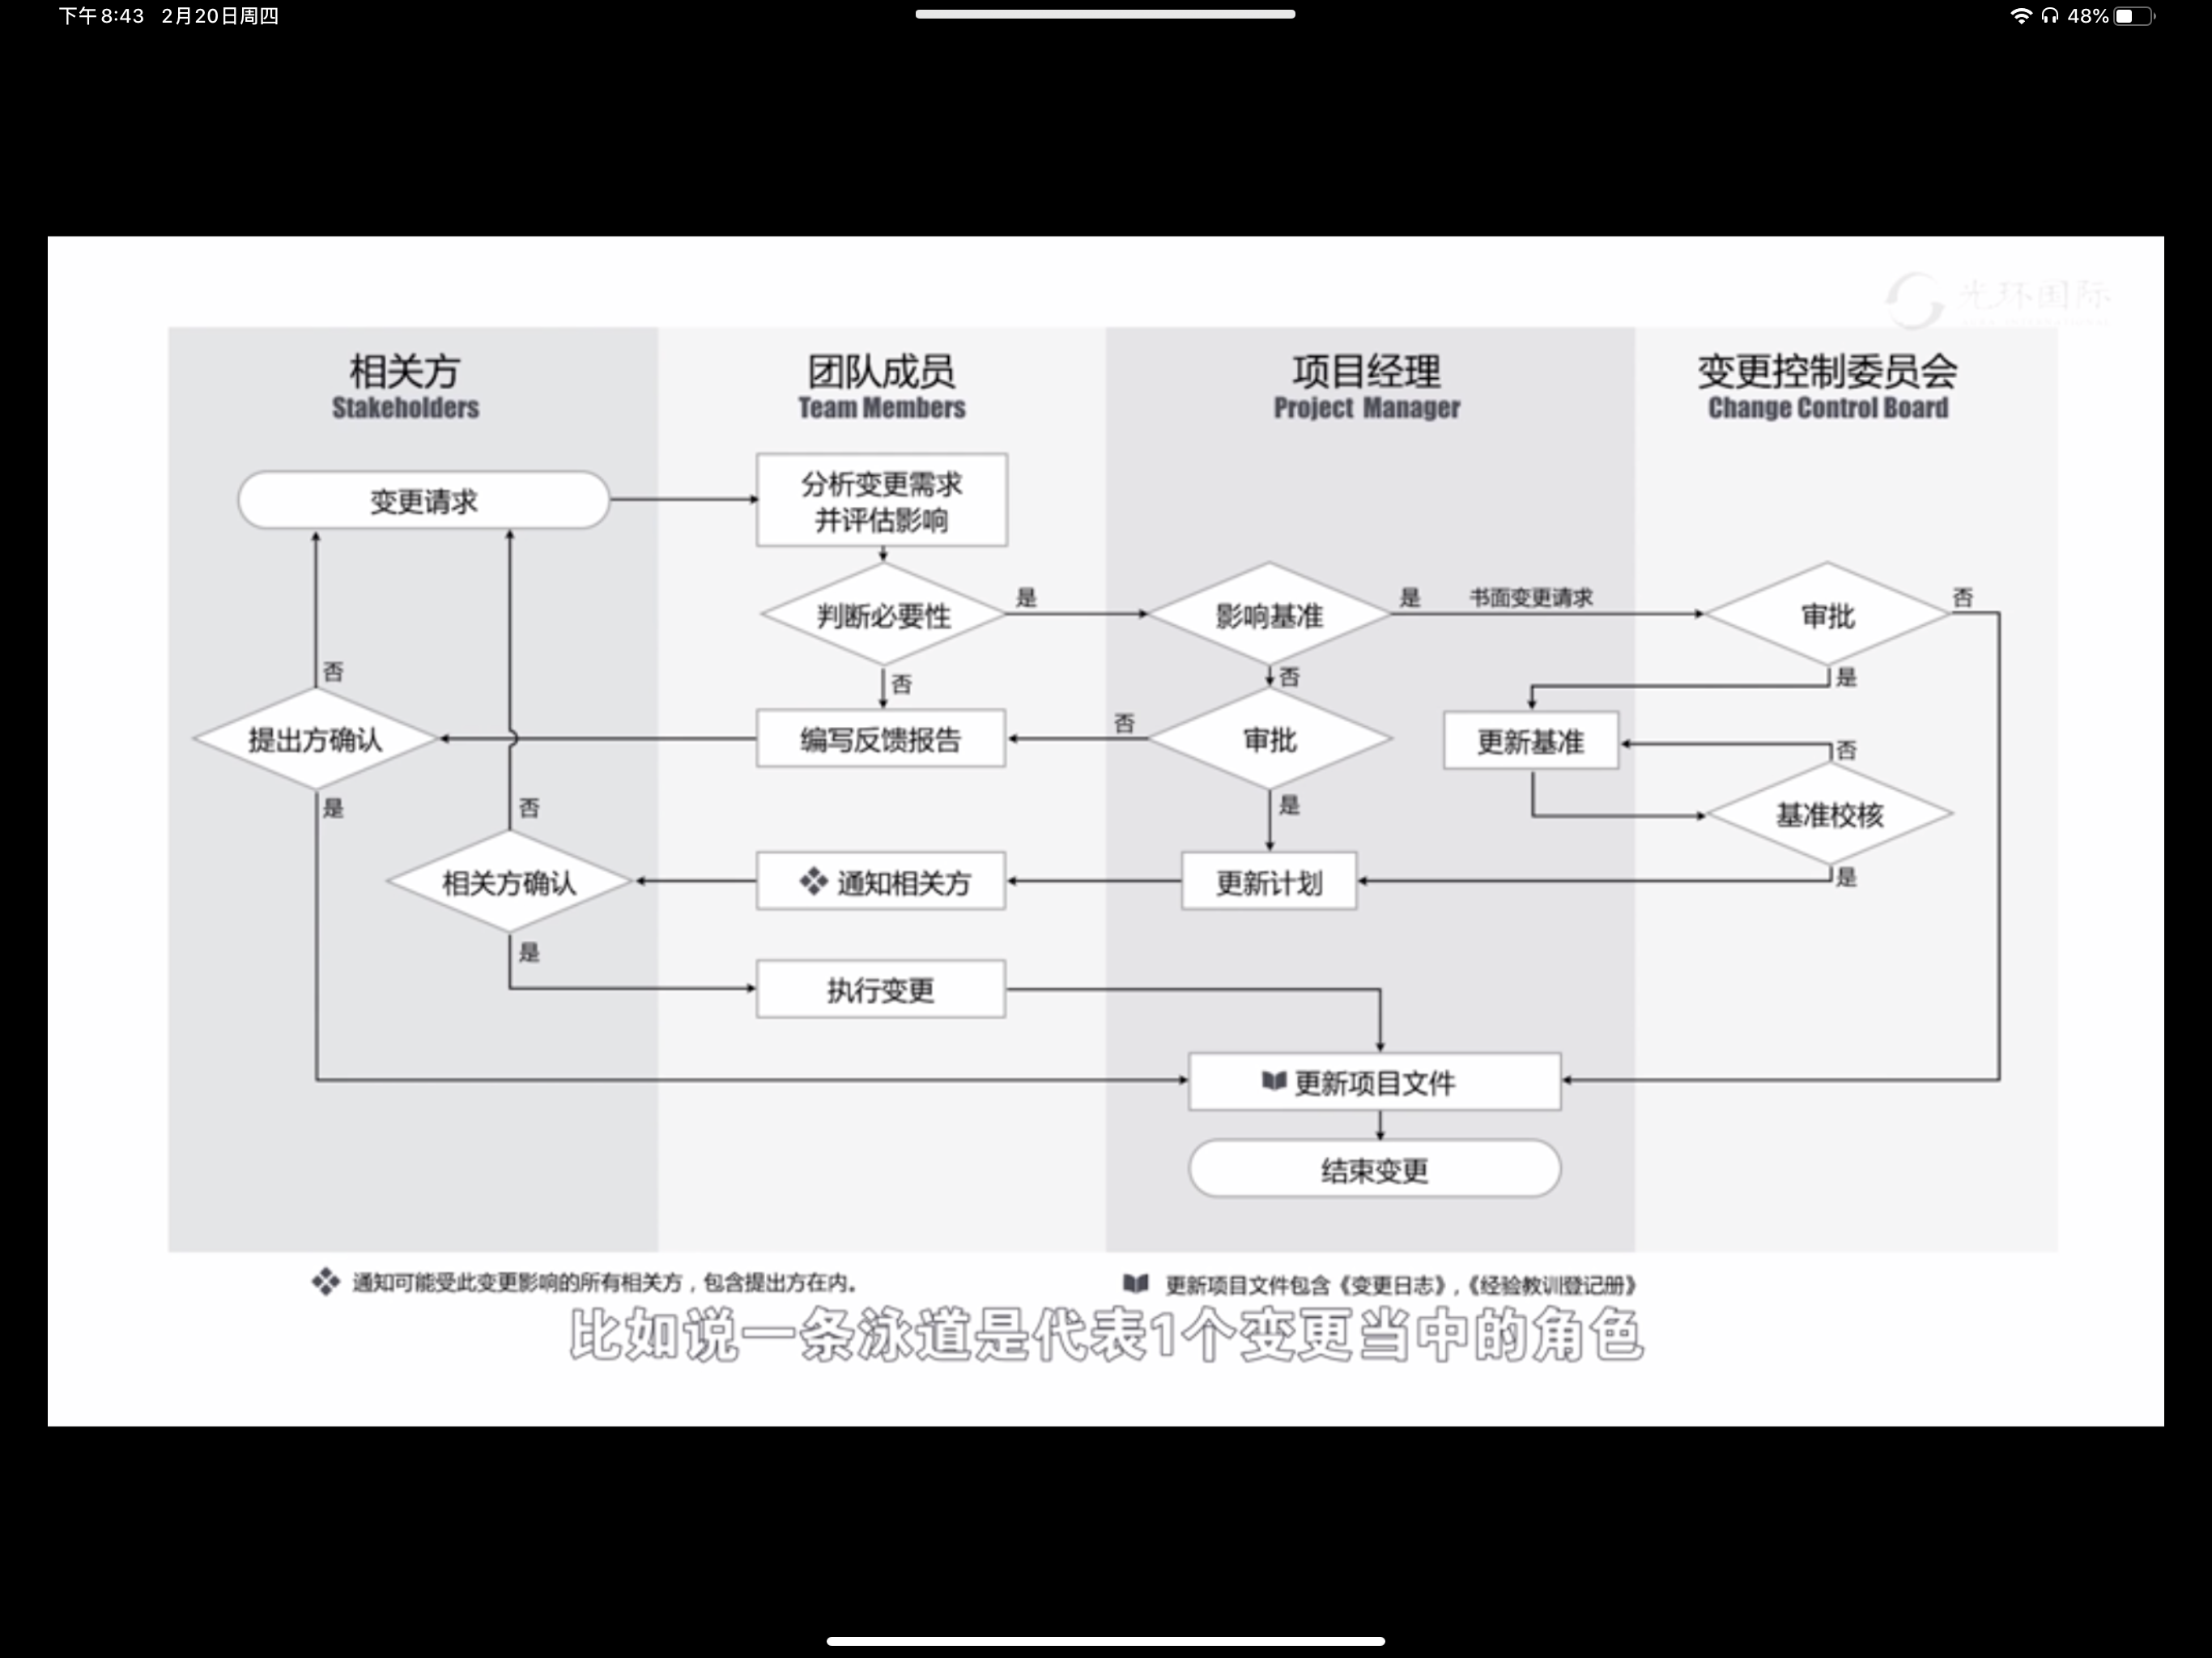 下午8:43 2月20日周四
48%
光环国际
相关方
Stakeholders
团队成员
Team Members
项目经理
Project Manager
变更控制委员会
Change Control Board
变更请求
分析变更需求
并评估影响
判断必要性
是
影响基准
是
书面变更请求
审批
否
否
否
否
是
提出方确认
编写反馈报告
否
审批
更新基准
否
是
否
是
基准校核
相关方确认
通知相关方
更新计划
是
是
执行变更
更新项目文件
结束变更
通知可能受此变更影响的所有相关方，包含提出方在内。
更新项目文件包含《变更日志》,《经验教训登记册》
比如说一条泳道是代表1个变更当中的角色